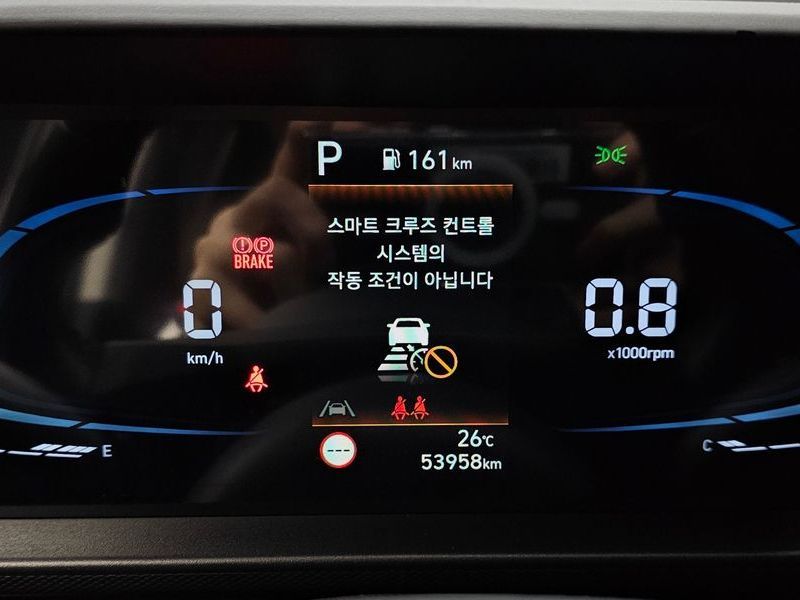 P 161 km
스마트 크루즈 컨트롤
시스템의
작동 조건이 아닙니다
! P
BRAKE
0
km/h
0.8
x1000rpm
---
26℃
53958km
E
C